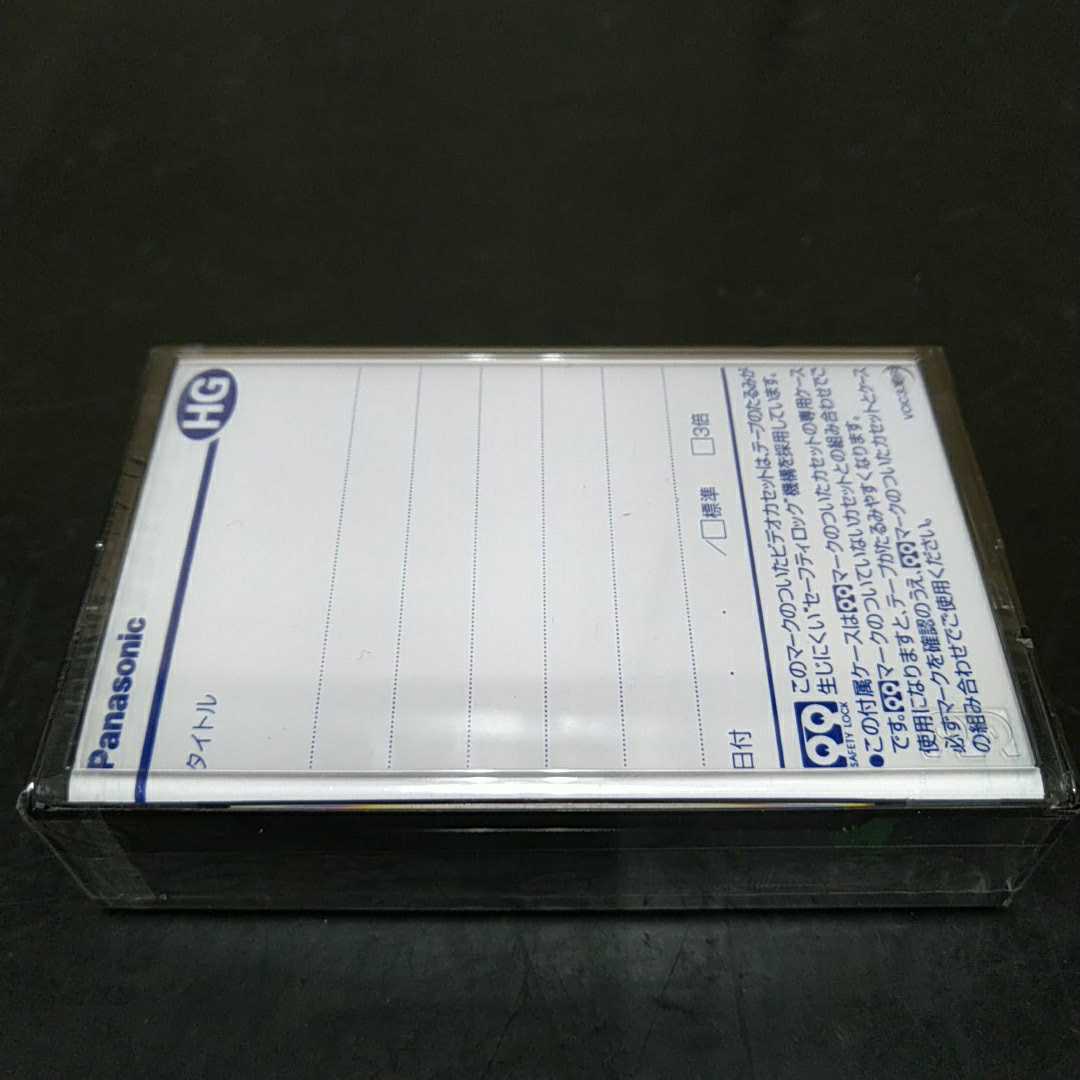 Panasonic
HG
タイトル
日付
/□標準 □3倍
SAFETY LOCK
このマークのついたビデオカセットは、テープのたるみが
生じにくい"セーフティロック"機構を採用しています。
●この付属ケースはマークのついたカセットの専用ケース
です。マークのついていないカセットとの組み合わせでご
使用になりますと、テープがたるみやすくなります。
必ずマークを確認のうえ、マークのついたカセットとケース
の組み合わせでご使用ください。